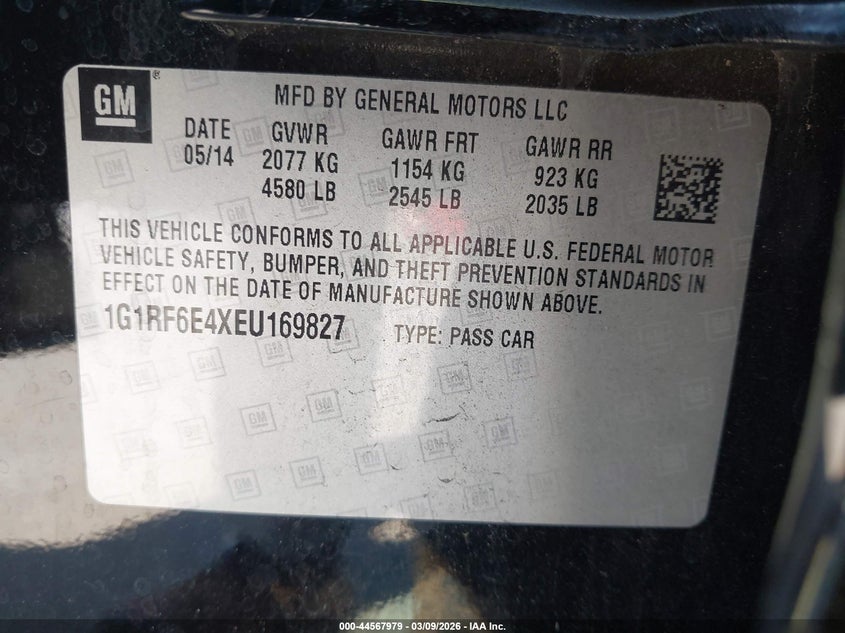 GM
®
MFD BY GENERAL MOTORS LLC
DATE GVWR GAWR FRT GAWR RR
05/14 2077 KG 1154 KG 923 KG
4580 LB 2545 LB 2035 LB
THIS VEHICLE CONFORMS TO ALL APPLICABLE U.S. FEDERAL MOTOR
VEHICLE SAFETY, BUMPER, AND THEFT PREVENTION STANDARDS IN
EFFECT ON THE DATE OF MANUFACTURE SHOWN ABOVE.
1G1RF6E4XEU169827 TYPE: PASS CAR
000-44567979 | 03/09/2026 - IAA Inc.